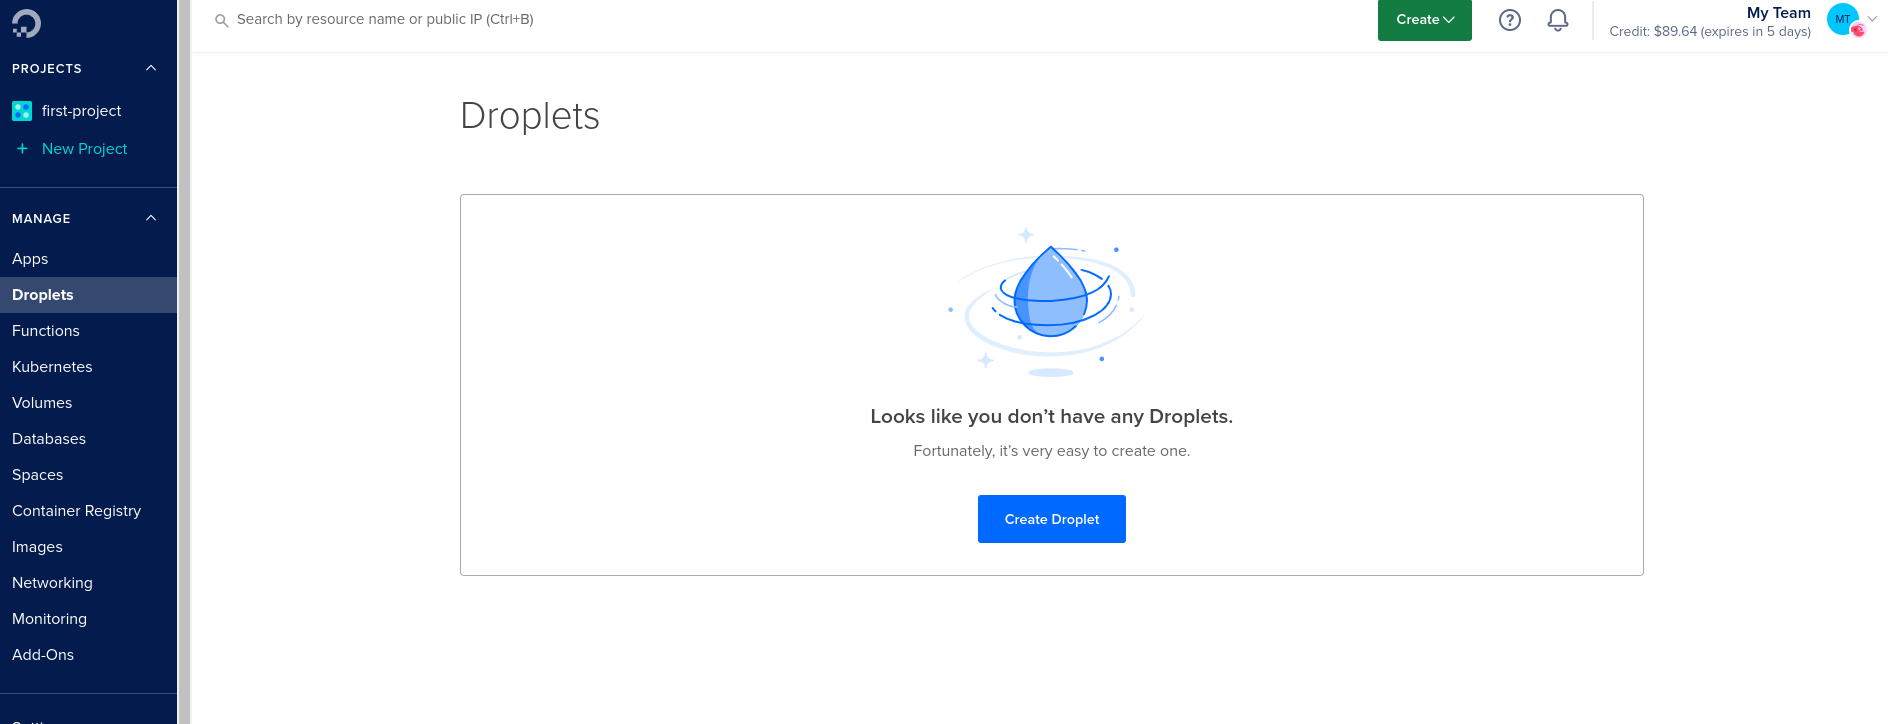 Search by resource name or public IP (Ctrl+B)
Create
My Team
Credit: $89.64 (expires in 5 days)
MT
PROJECTS
first-project
+ New Project
MANAGE
Apps
Droplets
Functions
Kubernetes
Volumes
Databases
Spaces
Container Registry
Images
Networking
Monitoring
Add-Ons
Droplets
Looks like you don’t have any Droplets.
Fortunately, it’s very easy to create one.
Create Droplet